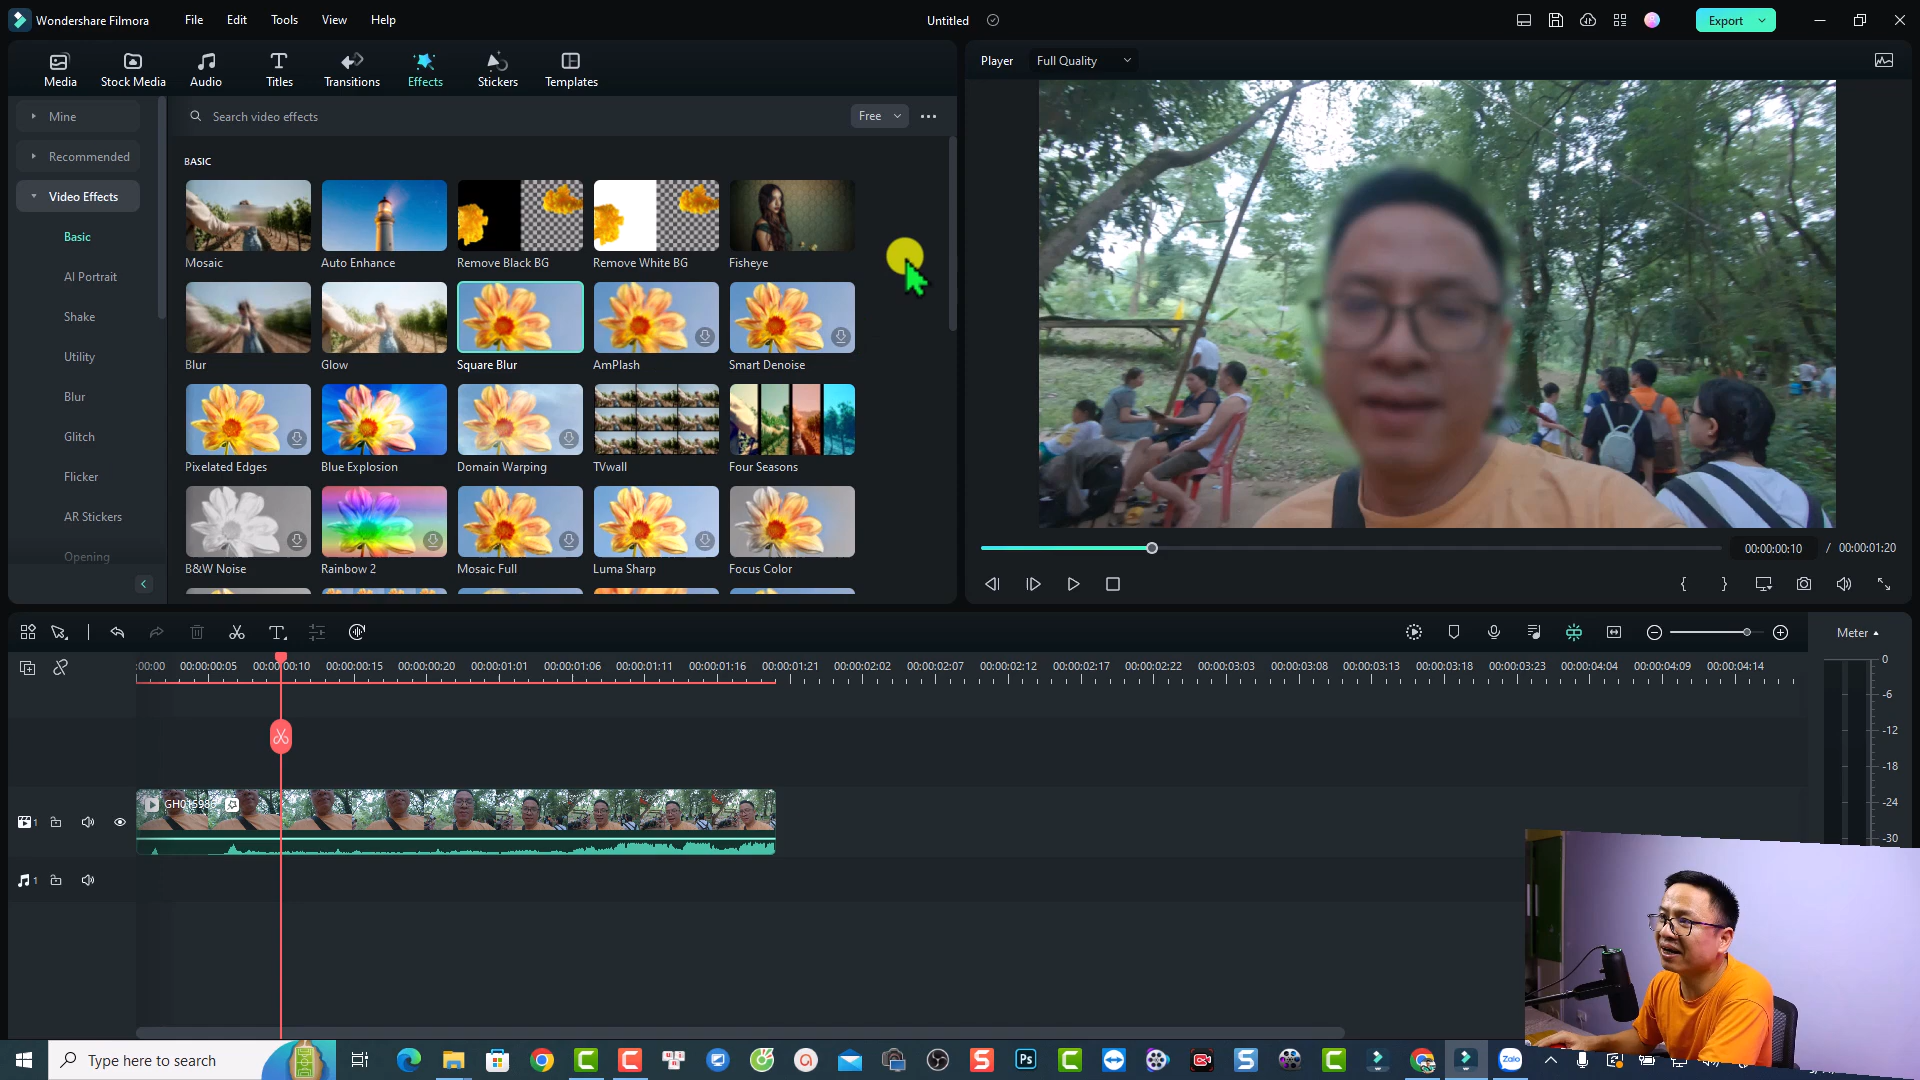 Wondershare Filmora
File Edit Tools View Help
Untitled
Export
Media Stock Media Audio Titles Transitions Effects Stickers Templates
Player Full Quality
Mine
Recommended
Video Effects
Basic
AI Portrait
Shake
Utility
Blur
Glitch
Flicker
AR Stickers
Opening
Search video effects
Free
BASIC
Mosaic Auto Enhance Remove Black BG Remove White BG Fisheye
Blur Glow Square Blur AmPlash Smart Denoise
Pixelated Edges Blue Explosion Domain Warping TVwall Four Seasons
B&W Noise Rainbow 2 Mosaic Full Luma Sharp Focus Color
00:00:00:10 / 00:00:01:20
Meter
:00:00 00:00:00:05 00:00:00:10 00:00:00:15 00:00:00:20 00:00:01:01 00:00:01:06 00:00:01:11 00:00:01:16 00:00:01:21 00:00:02:02 00:00:02:07 00:00:02:12 00:00:02:17 00:00:02:22 00:00:03:03 00:00:03:08 00:00:03:13 00:00:03:18 00:00:03:23 00:00:04:04 00:00:04:09 00:00:04:14
0
-6
-12
-18
-24
-30
GH015986
1
1
Type here to search
Ps
Zalo